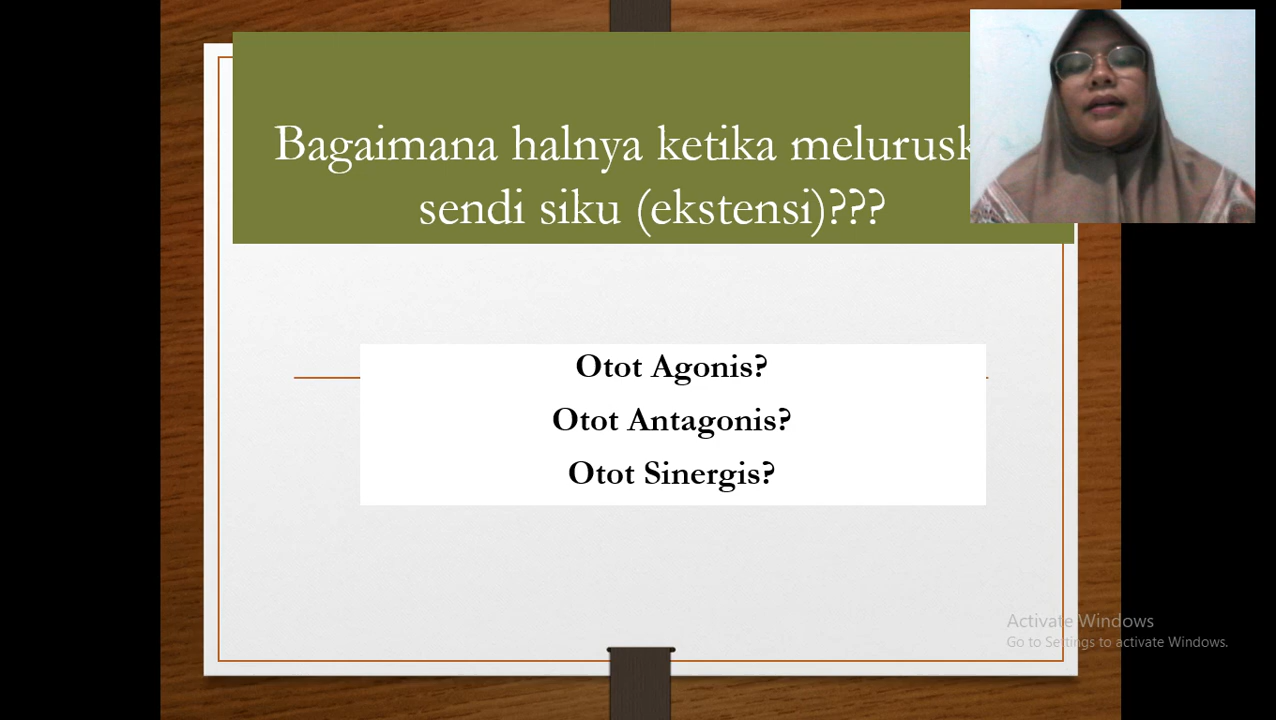 Bagaimana halnya ketika
sendi siku (ekstensi)???
Otot Agonis?
Otot Antagonis?
Otot Sinergis?
Activate Windows
Go to Settings to activate Windows.